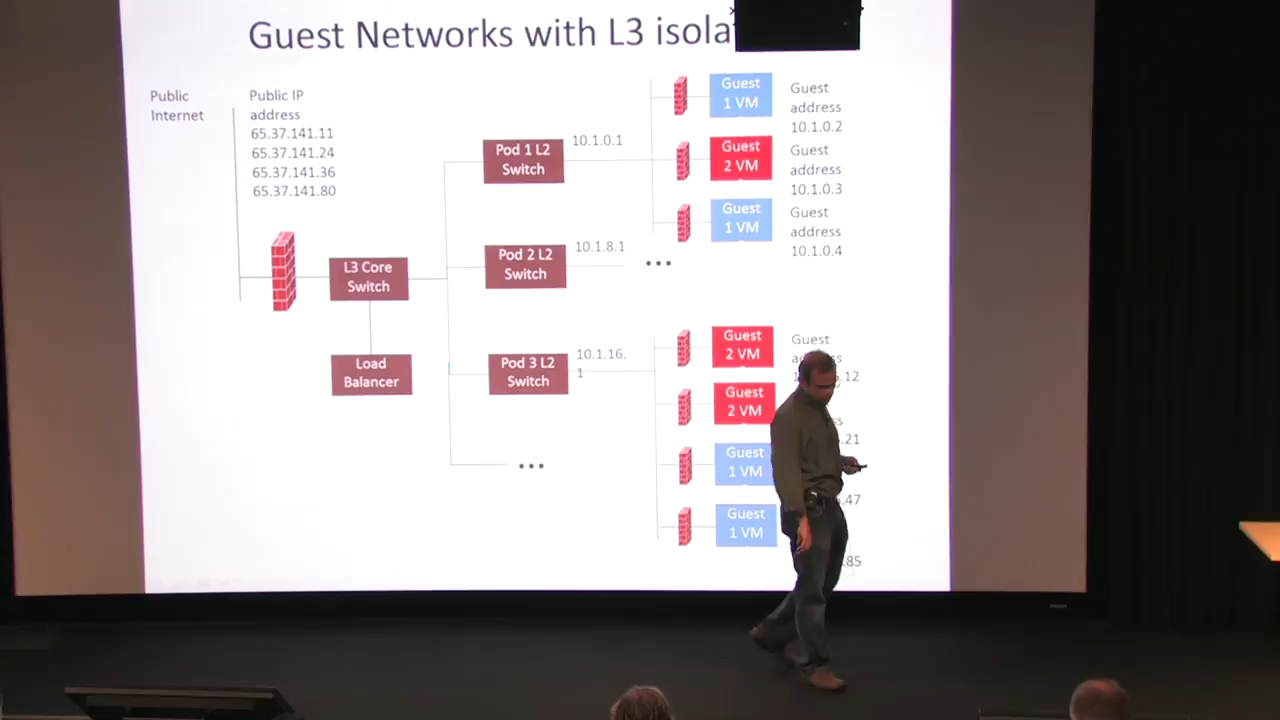 Guest Networks with L3
Public
Internet
Public IP
address
65.37.141.11
65.37.141.24
65.37.141.36
65.37.141.80
L3 Core
Switch
Load
Balancer
Pod 1 L2
Switch
10.1.0.1
Pod 2 L2
Switch
10.1.8.1
Pod 3 L2
Switch
10.1.16.
1
Guest
1 VM
Guest
address
10.1.0.2
Guest
2 VM
Guest
address
10.1.0.3
Guest
1 VM
Guest
address
10.1.0.4
Guest
2 VM
Guest
Guest
2 VM
Guest
1 VM
Guest
1 VM
.12
.21
.47
.85